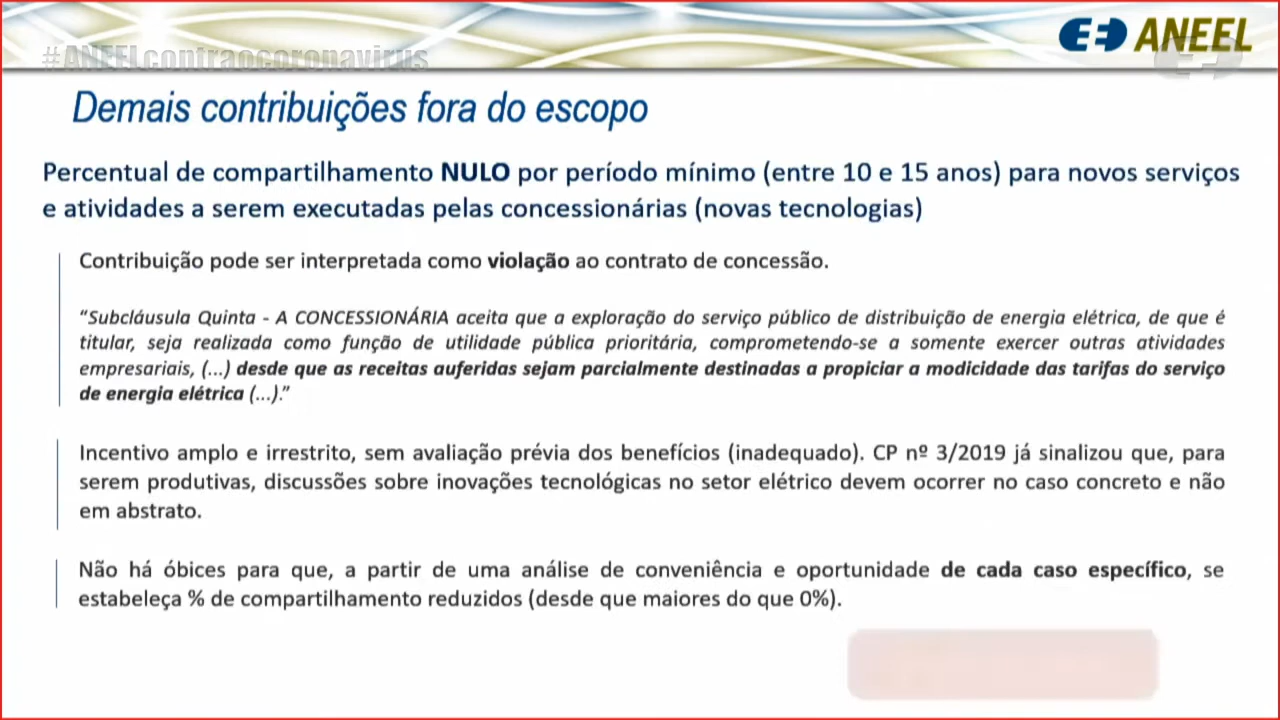 #ANEELcontraocoronavirus
ANEEL
Demais contribuições fora do escopo
Percentual de compartilhamento NULO por período mínimo (entre 10 e 15 anos) para novos serviços
e atividades a serem executadas pelas concessionárias (novas tecnologias)
Contribuição pode ser interpretada como violação ao contrato de concessão.
“Subcláusula Quinta - A CONCESSIONÁRIA aceita que a exploração do serviço público de distribuição de energia elétrica, de que é
titular, seja realizada como função de utilidade pública prioritária, comprometendo-se a somente exercer outras atividades
empresariais, (...) desde que as receitas auferidas sejam parcialmente destinadas a propiciar a modicidade das tarifas do serviço
de energia elétrica (...).”
Incentivo amplo e irrestrito, sem avaliação prévia dos benefícios (inadequado). CP nº 3/2019 já sinalizou que, para
serem produtivas, discussões sobre inovações tecnológicas no setor elétrico devem ocorrer no caso concreto e não
em abstrato.
Não há óbices para que, a partir de uma análise de conveniência e oportunidade de cada caso específico, se
estabeleça % de compartilhamento reduzidos (desde que maiores do que 0%).